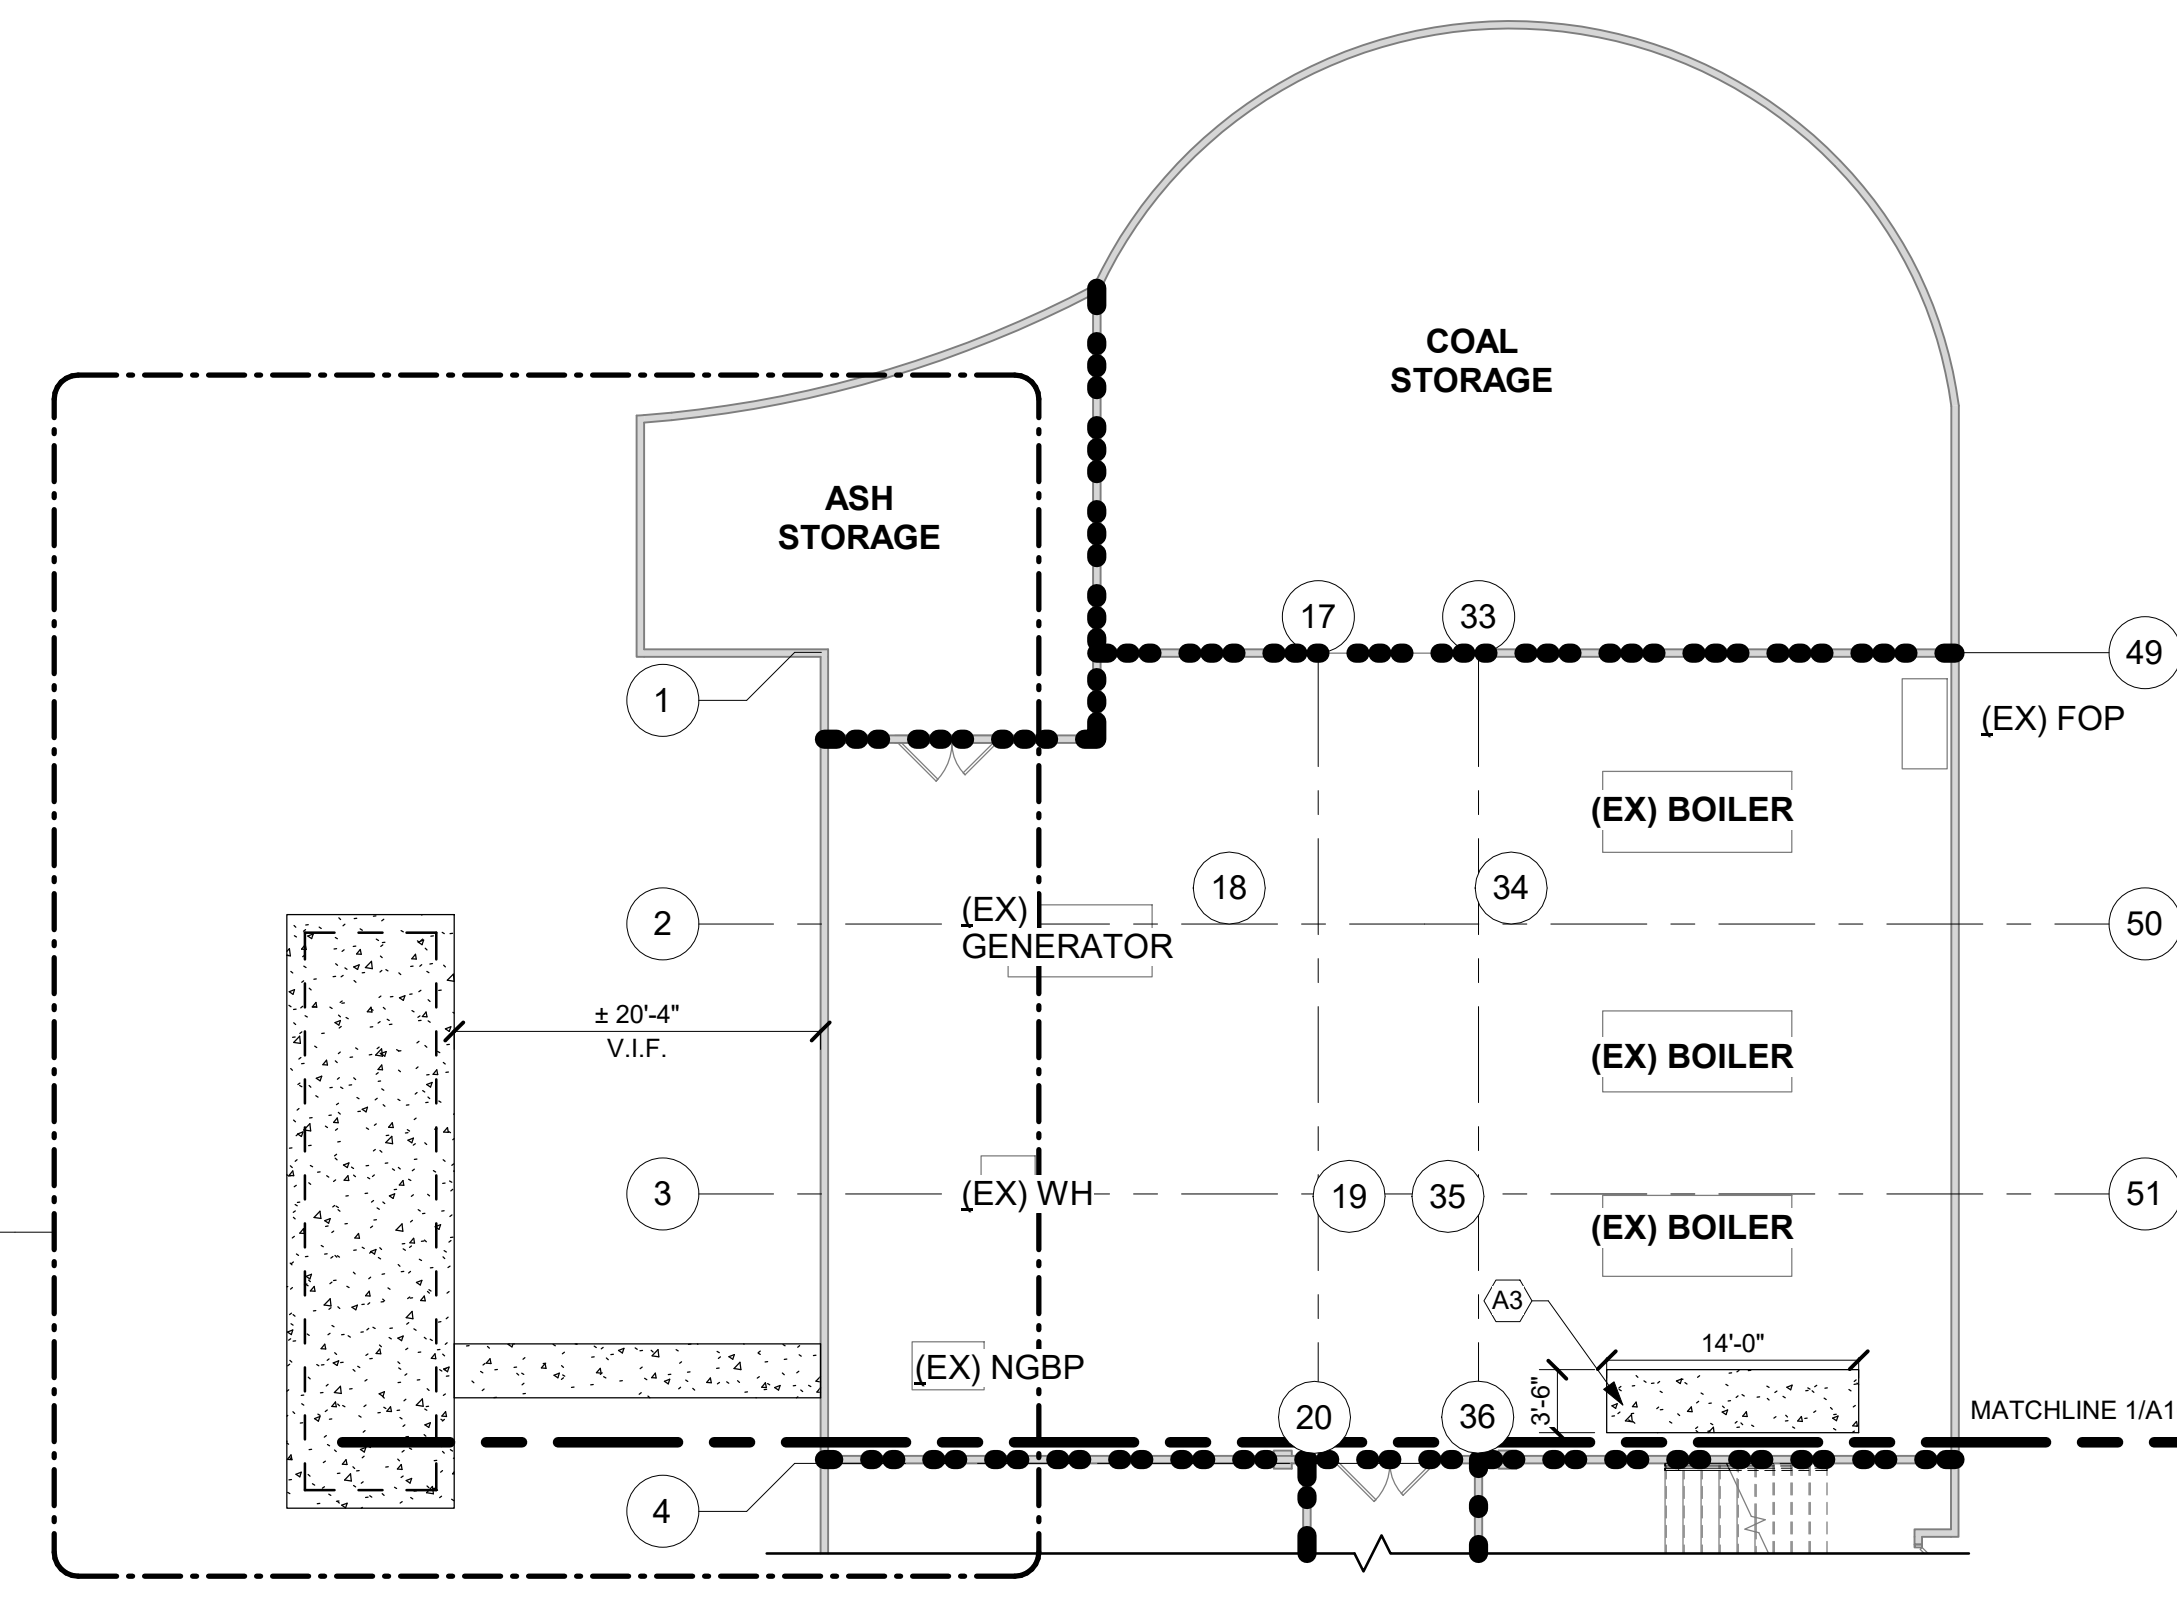 COAL
STORAGE
ASH
STORAGE
17
33
49
1
(EX) FOP
(EX) BOILER
18
34
2
(EX)
GENERATOR
50
± 20'-4"
V.I.F.
(EX) BOILER
3
(EX) WH
19
35
51
(EX) BOILER
A3
14'-0"
(EX) NGBP
3'-6"
20
36
MATCHLINE 1/A1
4